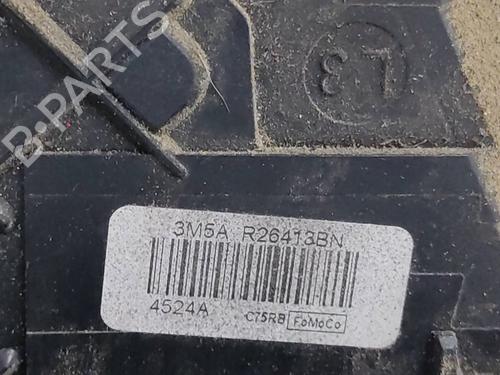 B-PARTS
L3
3M5A R26413BN
4524A C75RB FoMoCo